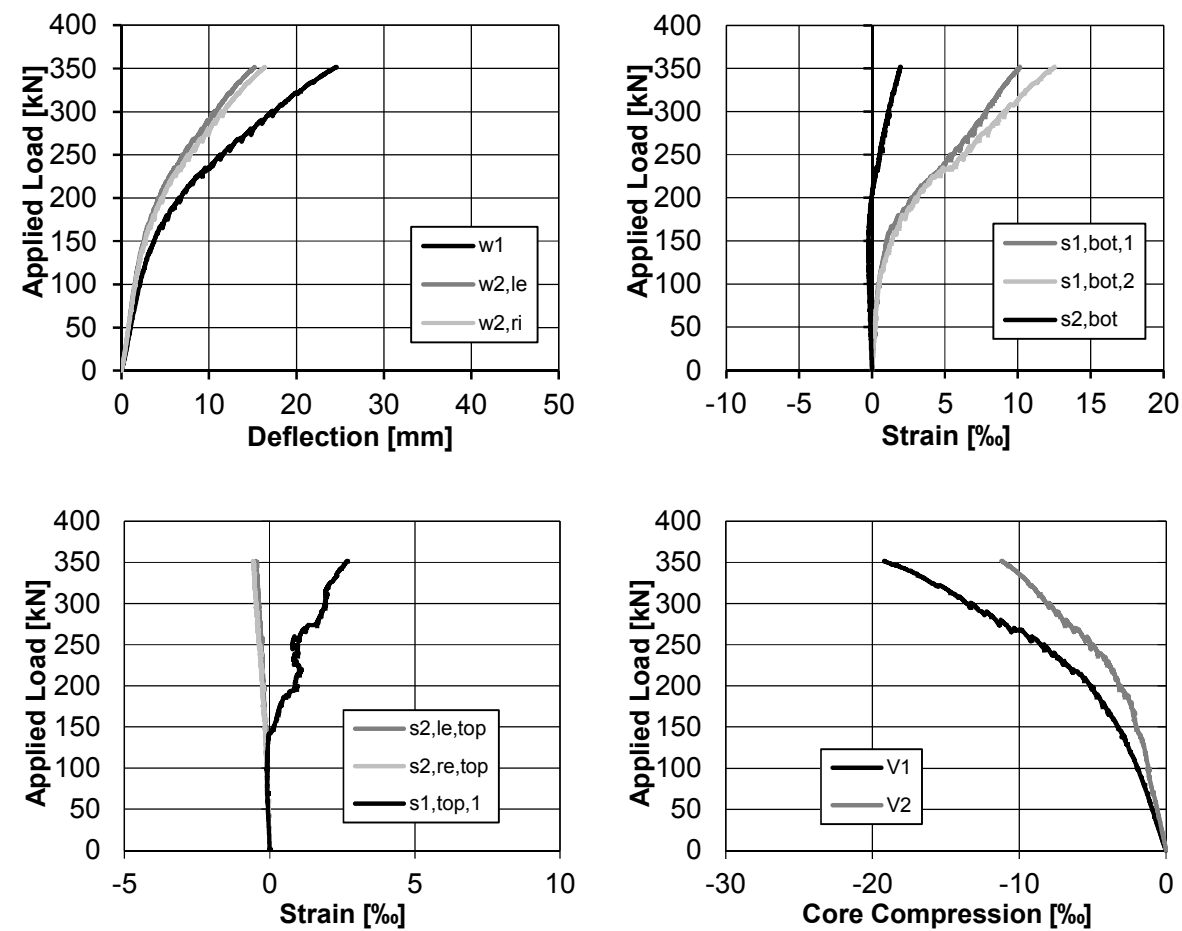 Applied Load [kN]
400
350
300
250
200
150
100
50
0
w1
w2,le
w2,ri
0 10 20 30 40 50
Deflection [mm]
Applied Load [kN]
400
350
300
250
200
150
100
50
0
s1,bot,1
s1,bot,2
s2,bot
-10 -5 0 5 10 15 20
Strain [‰]
Applied Load [kN]
400
350
300
250
200
150
100
50
0
s2,le,top
s2,re,top
s1,top,1
-5 0 5 10
Strain [‰]
Applied Load [kN]
400
350
300
250
200
150
100
50
0
V1
V2
-30 -20 -10 0
Core Compression [‰]